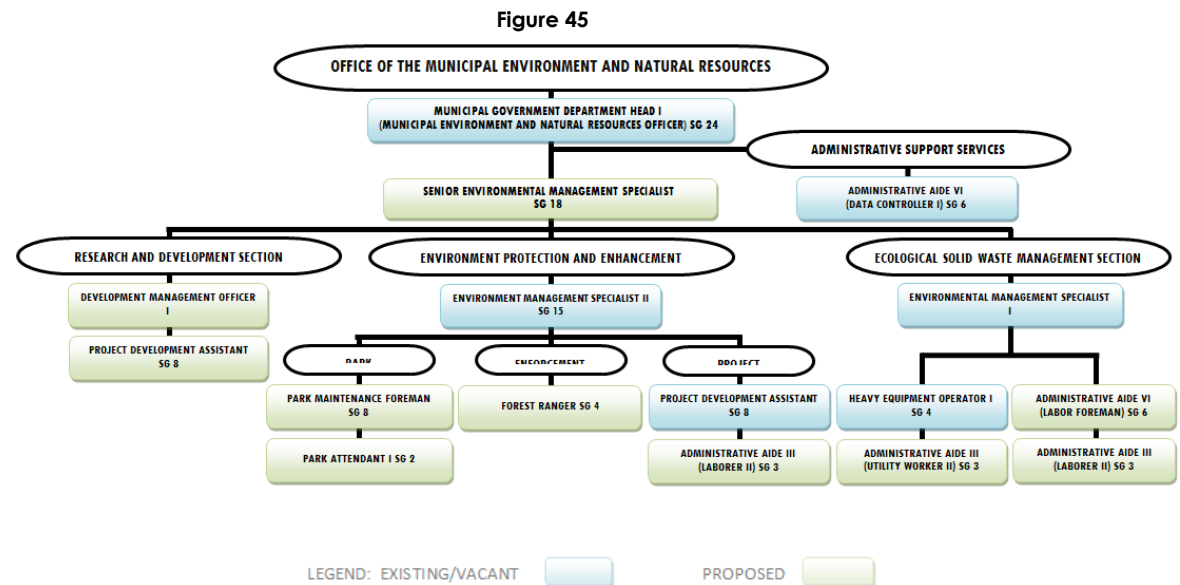 Figure 45
OFFICE OF THE MUNICIPAL ENVIRONMENT AND NATURAL RESOURCES
MUNICIPAL GOVERNMENT DEPARTMENT HEAD I
(MUNICIPAL ENVIRONMENT AND NATURAL RESOURCES OFFICER) SG 24
ADMINISTRATIVE SUPPORT SERVICES
SENIOR ENVIRONMENTAL MANAGEMENT SPECIALIST
SG 18
ADMINISTRATIVE AIDE VI
(DATA CONTROLLER I) SG 6
RESEARCH AND DEVELOPMENT SECTION
ENVIRONMENT PROTECTION AND ENHANCEMENT
ECOLOGICAL SOLID WASTE MANAGEMENT SECTION
DEVELOPMENT MANAGEMENT OFFICER
I
ENVIRONMENT MANAGEMENT SPECIALIST II
SG 15
ENVIRONMENTAL MANAGEMENT SPECIALIST
I
PROJECT DEVELOPMENT ASSISTANT
SG 8
PARK
ENFORCEMENT
PROJECT
PARK MAINTENANCE FOREMAN
SG 8
FOREST RANGER SG 4
PROJECT DEVELOPMENT ASSISTANT
SG 8
HEAVY EQUIPMENT OPERATOR I
SG 4
ADMINISTRATIVE AIDE VI
(LABOR FOREMAN) SG 6
PARK ATTENDANT I SG 2
ADMINISTRATIVE AIDE III
(LABORER II) SG 3
ADMINISTRATIVE AIDE III
(UTILITY WORKER II) SG 3
ADMINISTRATIVE AIDE III
(LABORER II) SG 3
LEGEND: EXISTING/VACANT
PROPOSED